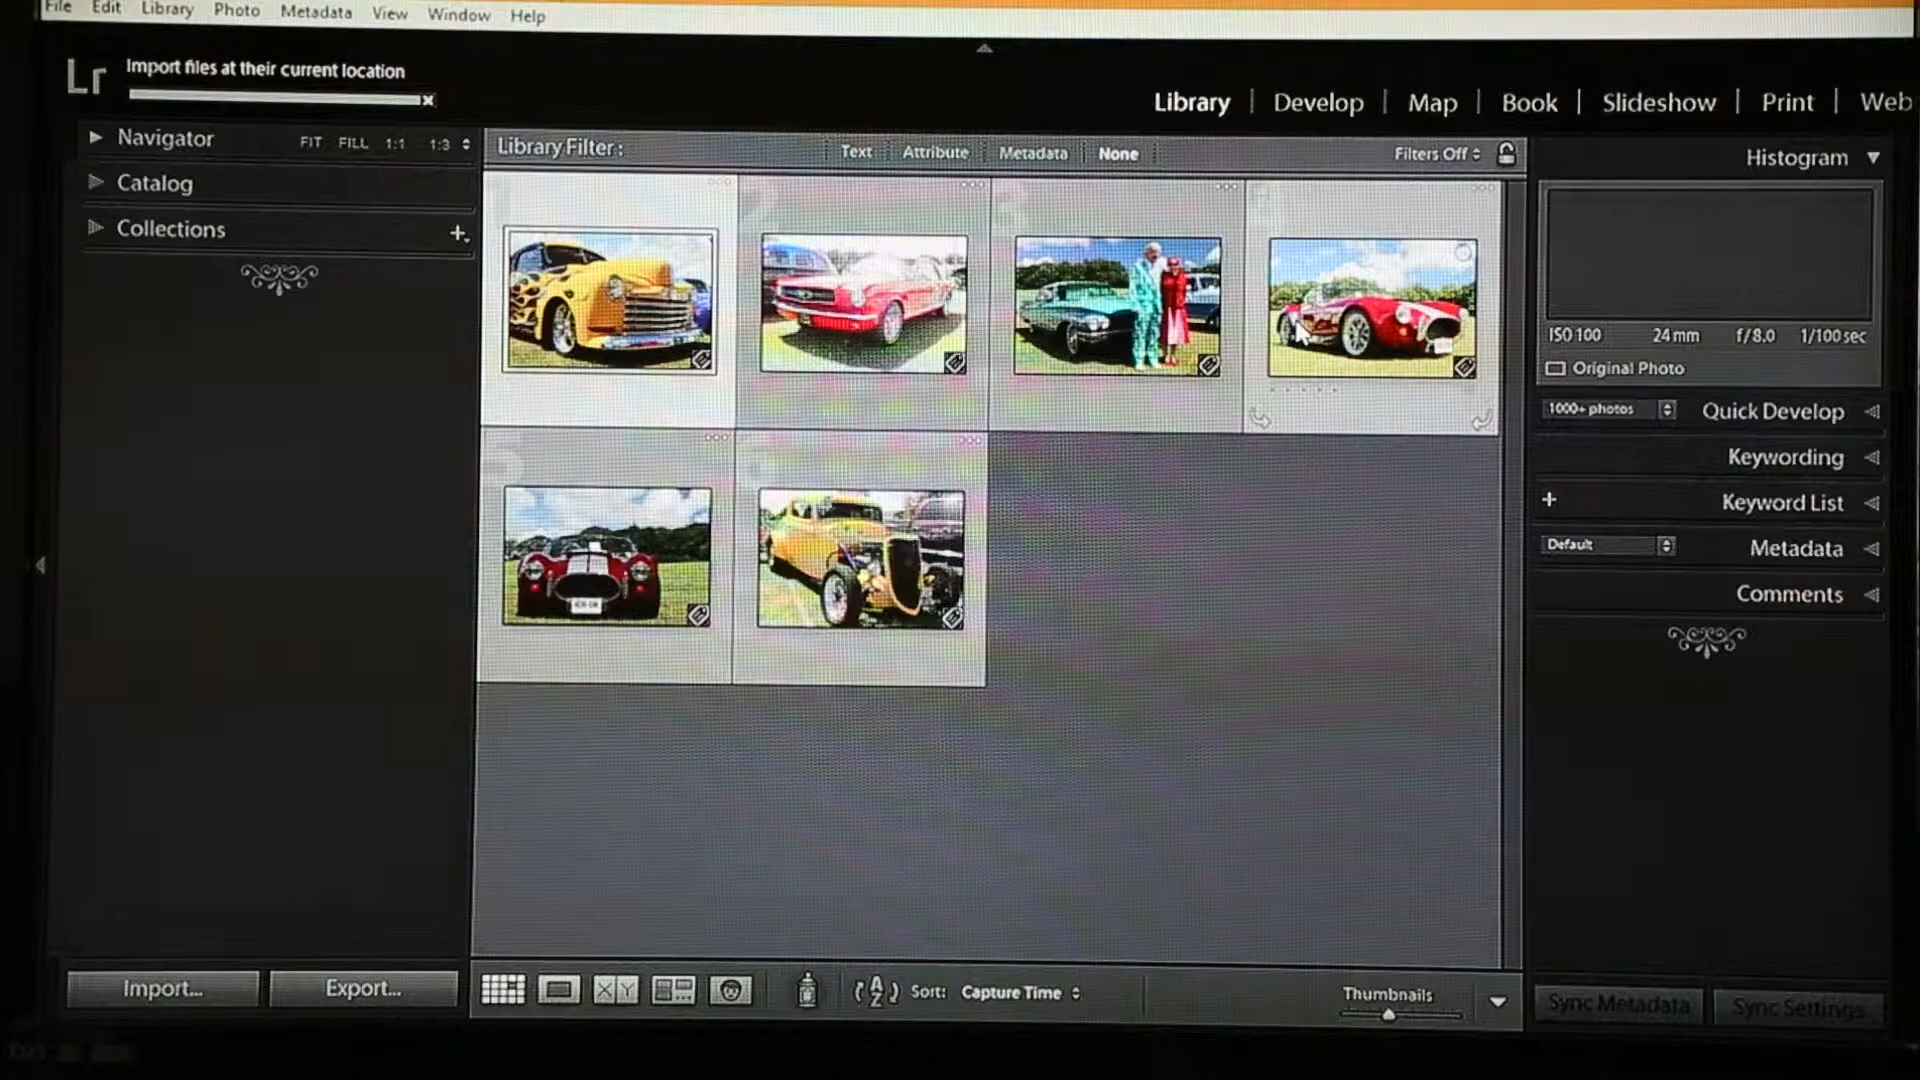 File Edit Library Photo Metadata View Window Help
Lr
Import files at their current location
Library | Develop | Map | Book | Slideshow | Print | Web
Navigator FIT FILL 1:1 1:3
Library Filter: Text Attribute Metadata None Filters Off
Histogram
Catalog
Collections
ISO 100 24 mm f/8.0 1/100 sec
Original Photo
1000+ photos Quick Develop
Keywording
Keyword List
Default Metadata
Comments
Import... Export...
XY
Sort: Capture Time
Thumbnails
Sync Metadata Sync Settings